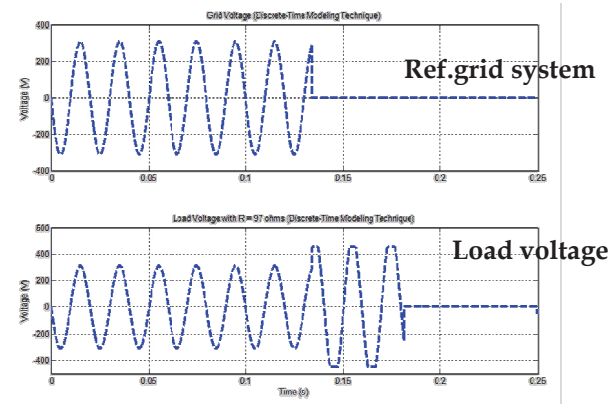 Grid Voltage (Discrete-Time Modeling Technique)
400
200
0
-200
-400
Voltage (V)
Ref.grid system
0 0.05 0.1 0.15 0.2 0.25
Load Voltage with R = 97 ohms (Discrete-Time Modeling Technique)
600
400
200
0
-200
-400
Voltage (V)
Load voltage
0 0.05 0.1 0.15 0.2 0.25
Time (s)